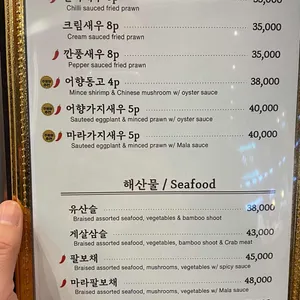 Chilli sauced fried prawn
크림새우 8p 35,000
Cream sauced fried prawn
깐풍새우 8p 35,000
Pepper sauced fried prawn
어향동고 4p 38,000
Mince shrimp & Chinese mushroom w/ oyster sauce
어향가지새우 5p 40,000
Sauteed eggplant & minced prawn w/ oyster sauce
마라가지새우 5p 40,000
Sauteed eggplant & minced prawn w/ Mala sauce
해산물 / Seafood
유산슬 38,000
Braised assorted seafood, vegetables & bamboo shoot
게살삼슬 43,000
Braised assorted seafood, vegetables, bamboo shoot & Crab meat
팔보채 45,000
Braised assorted seafood, mushrooms, vegetables w/ spicy sauce
마라팔보채 48,000
Braised assorted seafood, mushrooms, vegetables w/ Mala sauce